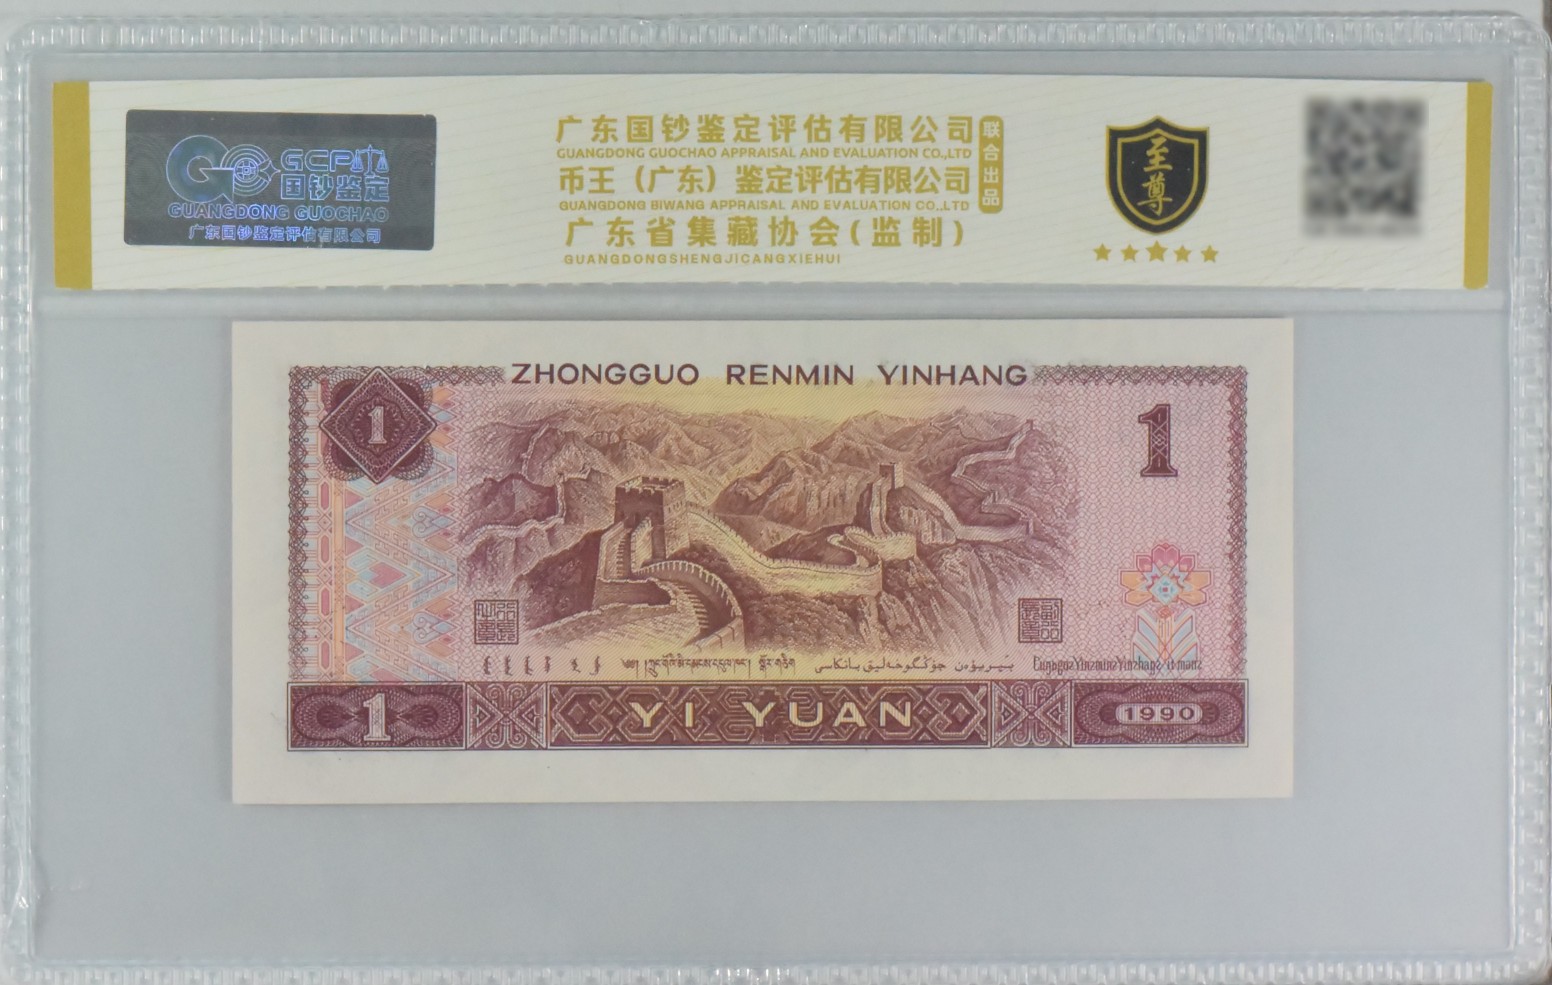 GCP
国钞鉴定
GUANGDONG GUOCHAO
广东国钞鉴定评估有限公司
广东国钞鉴定评估有限公司
GUANGDONG GUOCHAO APPRAISAL AND EVALUATION CO.,LTD
币王（广东）鉴定评估有限公司
GUANGDONG BIWANG APPRAISAL AND EVALUATION CO.,LTD
联合出品
广东省集藏协会(监制)
GUANGDONGSHENGJICANGXIEHUI
至尊
ZHONGGUO RENMIN YINHANG
1
1
1
YI YUAN
1990